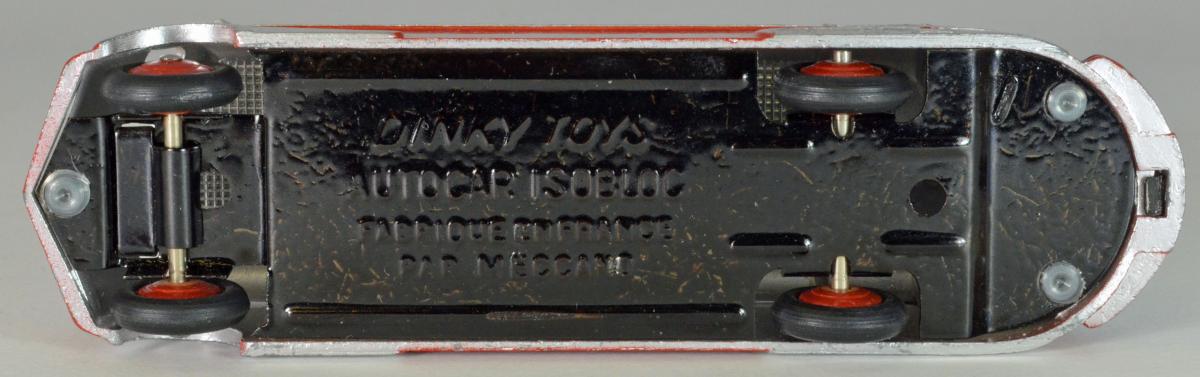 DINKY TOYS
AUTOCAR ISOBLOC
FABRIQUE EN FRANCE
PAR MECCANO